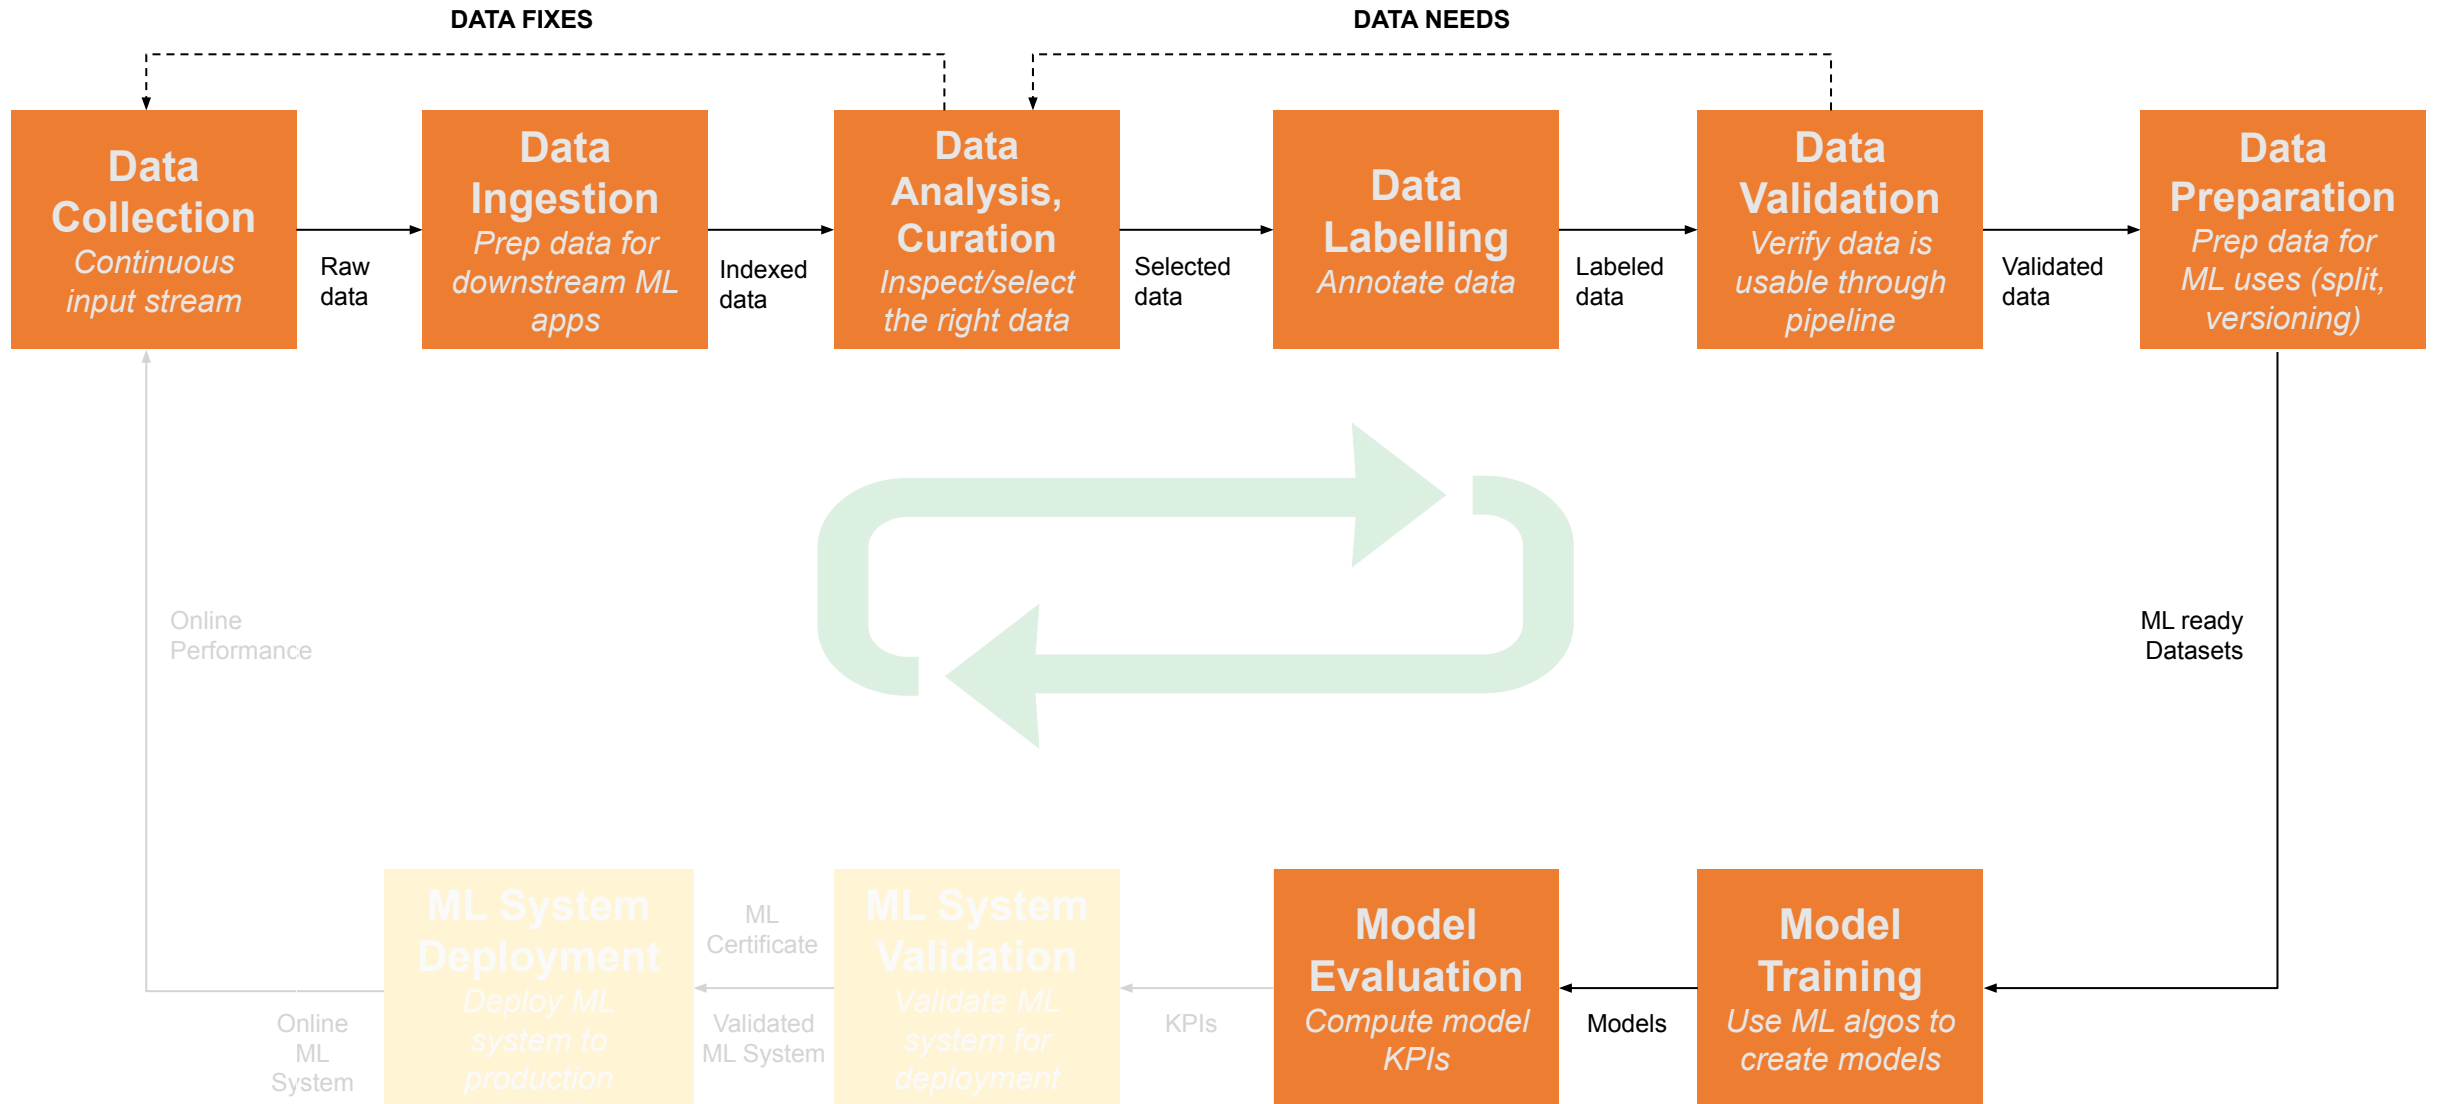 DATA FIXES
DATA NEEDS
Data
Collection
Continuous
input stream
Raw
data
Data
Ingestion
Prep data for
downstream ML
apps
Indexed
data
Data
Analysis,
Curation
Inspect/select
the right data
Selected
data
Data
Labelling
Annotate data
Labeled
data
Data
Validation
Verify data is
usable through
pipeline
Validated
data
Data
Preparation
Prep data for
ML uses (split,
versioning)
Online
Performance
ML ready
Datasets
Online
ML
System
ML System
Deployment
Deploy ML
system to
production
ML
Certificate
Validated
ML System
ML System
Validation
Validate ML
system for
deployment
KPIs
Model
Evaluation
Compute model
KPIs
Models
Model
Training
Use ML algos to
create models